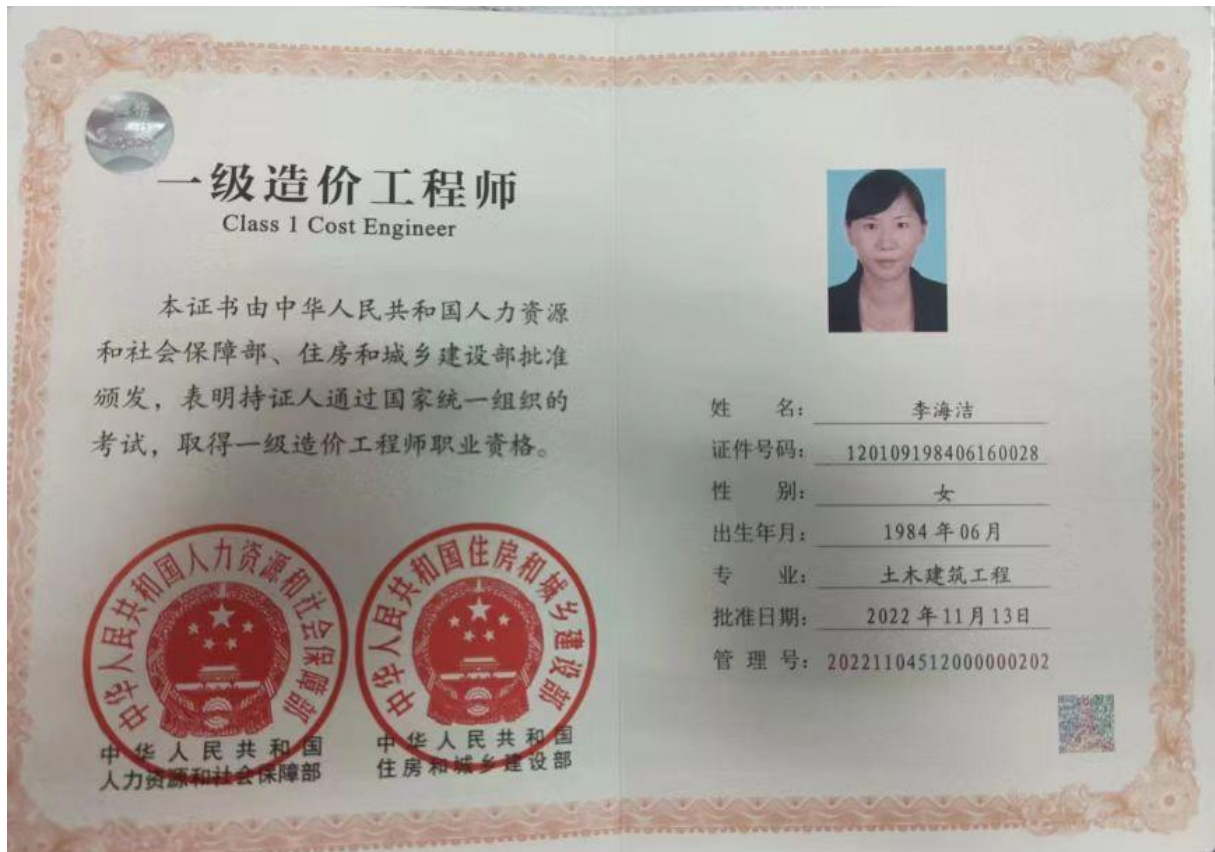 一级造价工程师
Class 1 Cost Engineer
本证书由中华人民共和国人力资源
和社会保障部、住房和城乡建设部批准
颁发，表明持证人通过国家统一组织的
考试，取得一级造价工程师职业资格。
中华人民共和国人力资源和社会保障部
中华人民共和国
人力资源和社会保障部
中华人民共和国住房和城乡建设部
中华人民共和国
住房和城乡建设部
姓 名：李海洁
证件号码：120109198406160028
性 别：女
出生年月：1984年06月
专 业：土木建筑工程
批准日期：2022年11月13日
管 理 号：20221104512000000202